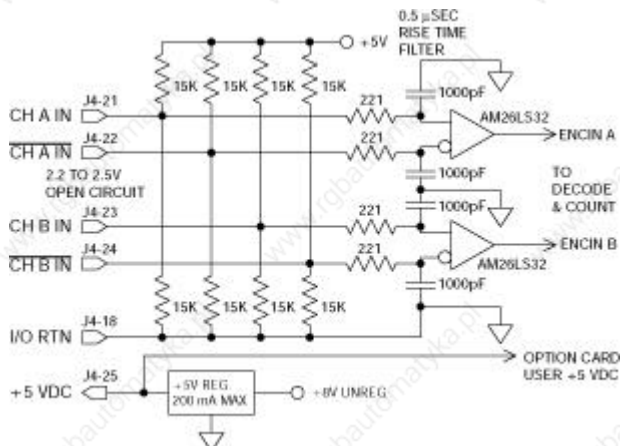 0.5 µSEC
RISE TIME
FILTER
+5V
15K 15K 15K 15K
1000pF
J4-21
CH A IN
221
AM26LS32
ENCIN A
J4-22
CH A IN
221
2.2 TO 2.5V
OPEN CIRCUIT
1000pF
TO
DECODE
& COUNT
1000pF
J4-23
CH B IN
221
ENCIN B
J4-24
CH B IN
221
AM26LS32
1000pF
15K 15K 15K 15K
J4-18
I/O RTN
OPTION CARD
USER +5 VDC
J4-25
+5 VDC
+5V REG
200 mA MAX
+8V UNREG
www.rgbautomatyka.pl